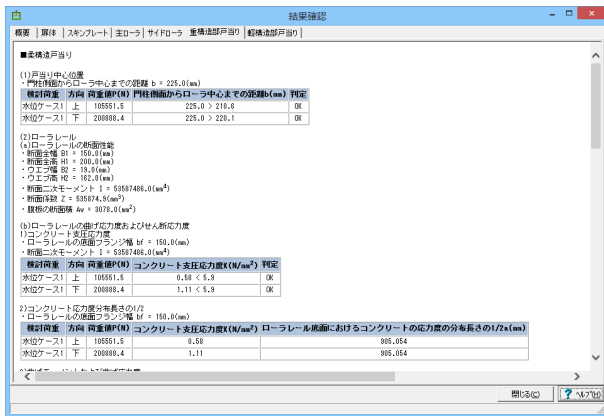 結果確認
概要 扉体 スキンプレート 主ローラ サイドローラ 重構造部戸当り 軽構造部戸当り
■柔構造戸当り
(1)戸当り中心位置
・門柱側面からローラ中心までの距離 b = 225.0(mm)
検討荷重 方向 荷重値P(N) 門柱側面からローラ中心までの距離b(mm) 判定
水位ケース1 上 105551.5 225.0 > 210.6 OK
水位ケース1 下 200888.4 225.0 > 220.1 OK
(2)ローラレール
(a)ローラレールの断面性能
・断面全幅 B1 = 150.0(mm)
・断面全高 H1 = 200.0(mm)
・ウエブ幅 B2 = 19.0(mm)
・ウエブ高 H2 = 162.0(mm)
・断面二次モーメント I = 53587486.0(mm4)
・断面係数 Z = 535874.9(mm3)
・腹板の断面積 Aw = 3078.0(mm2)
(b)ローラレールの曲げ応力度およびせん断応力度
1)コンクリート支圧応力度
・ローラレールの底面フランジ幅 bf = 150.0(mm)
・断面二次モーメント I = 53587486.0(mm4)
検討荷重 方向 荷重値P(N) コンクリート支圧応力度K(N/mm2) 判定
水位ケース1 上 105551.5 0.58 < 5.9 OK
水位ケース1 下 200888.4 1.11 < 5.9 OK
2)コンクリート応力度分布長さの1/2
・ローラレールの底面フランジ幅 bf = 150.0(mm)
検討荷重 方向 荷重値P(N) コンクリート支圧応力度K(N/mm2) ローラレール底面におけるコンクリートの応力度の分布長さの1/2a(mm)
水位ケース1 上 105551.5 0.58 905.054
水位ケース1 下 200888.4 1.11 905.054
閉じる(C) ? ヘルプ(H)